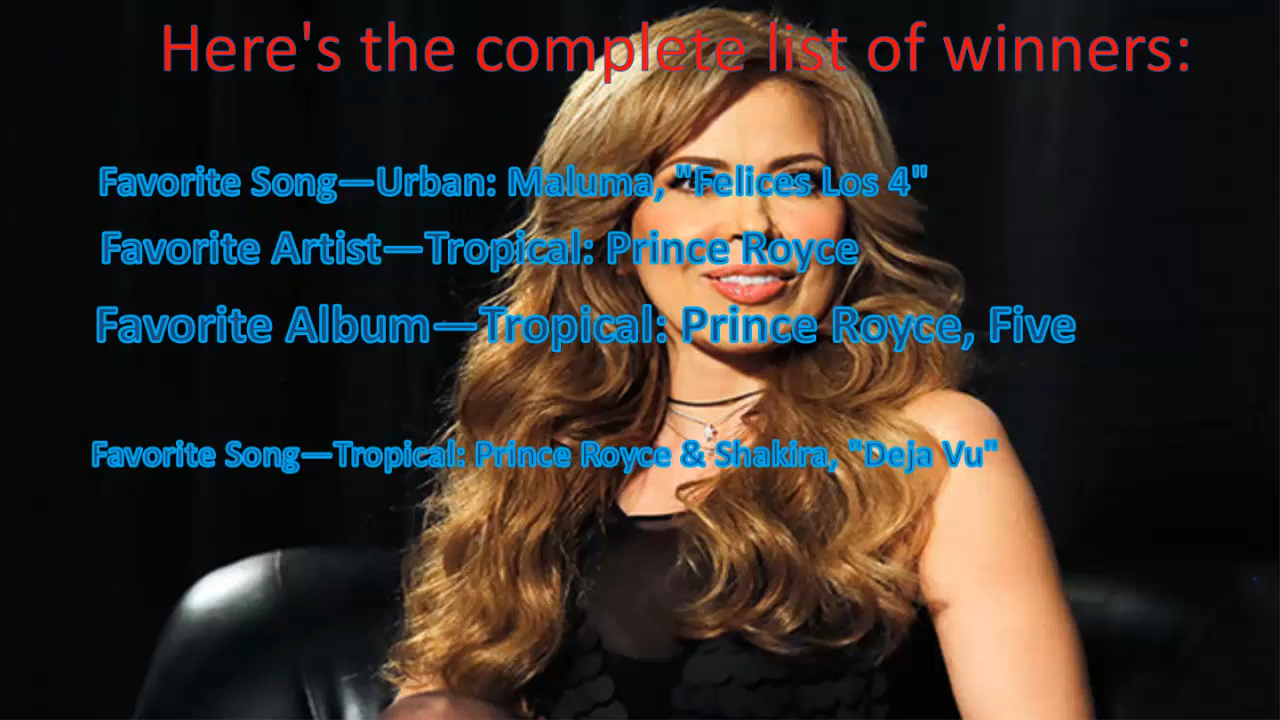 Here's the complete list of winners:
Favorite Song—Urban: Maluma, "Felices Los 4"
Favorite Artist—Tropical: Prince Royce
Favorite Album—Tropical: Prince Royce, Five
Favorite Song—Tropical: Prince Royce & Shakira, "Deja Vu"